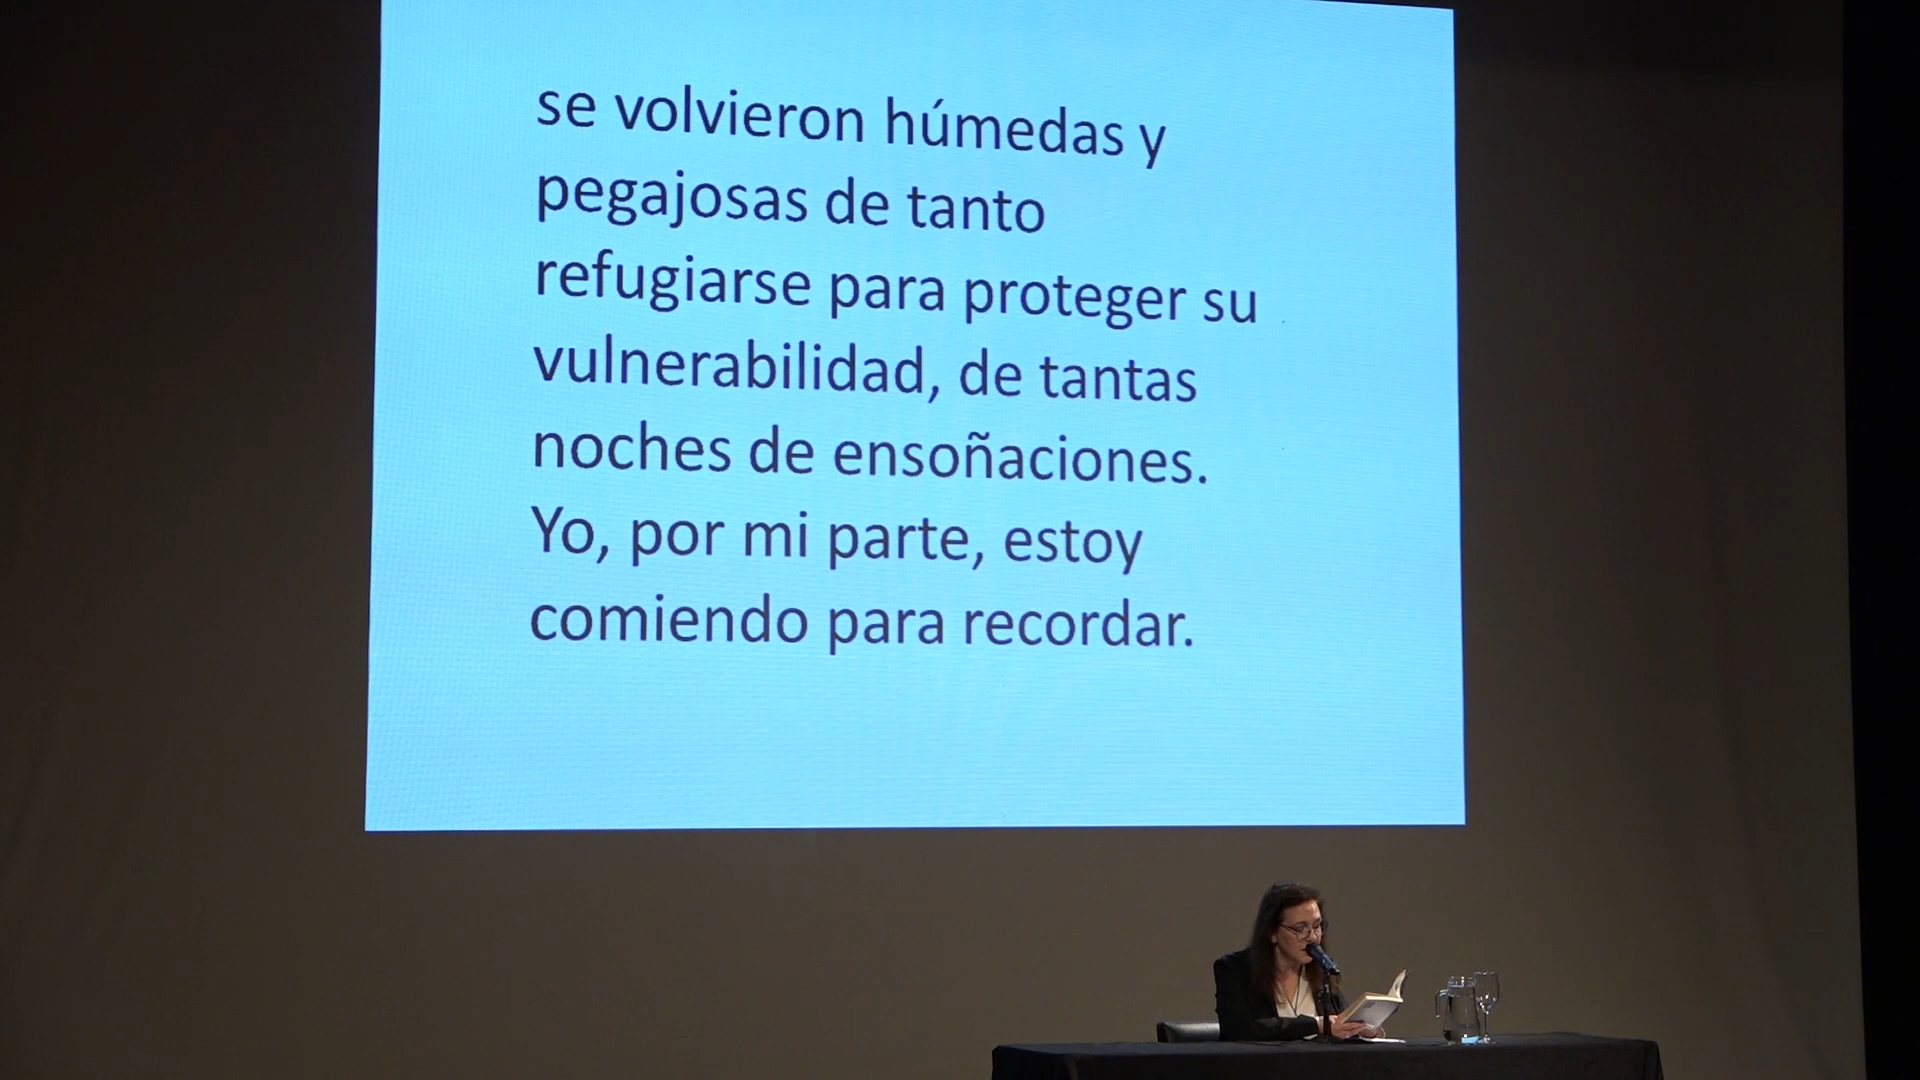 se volvieron húmedas y
pegajosas de tanto
refugiarse para proteger su
vulnerabilidad, de tantas
noches de ensoñaciones.
Yo, por mi parte, estoy
comiendo para recordar.